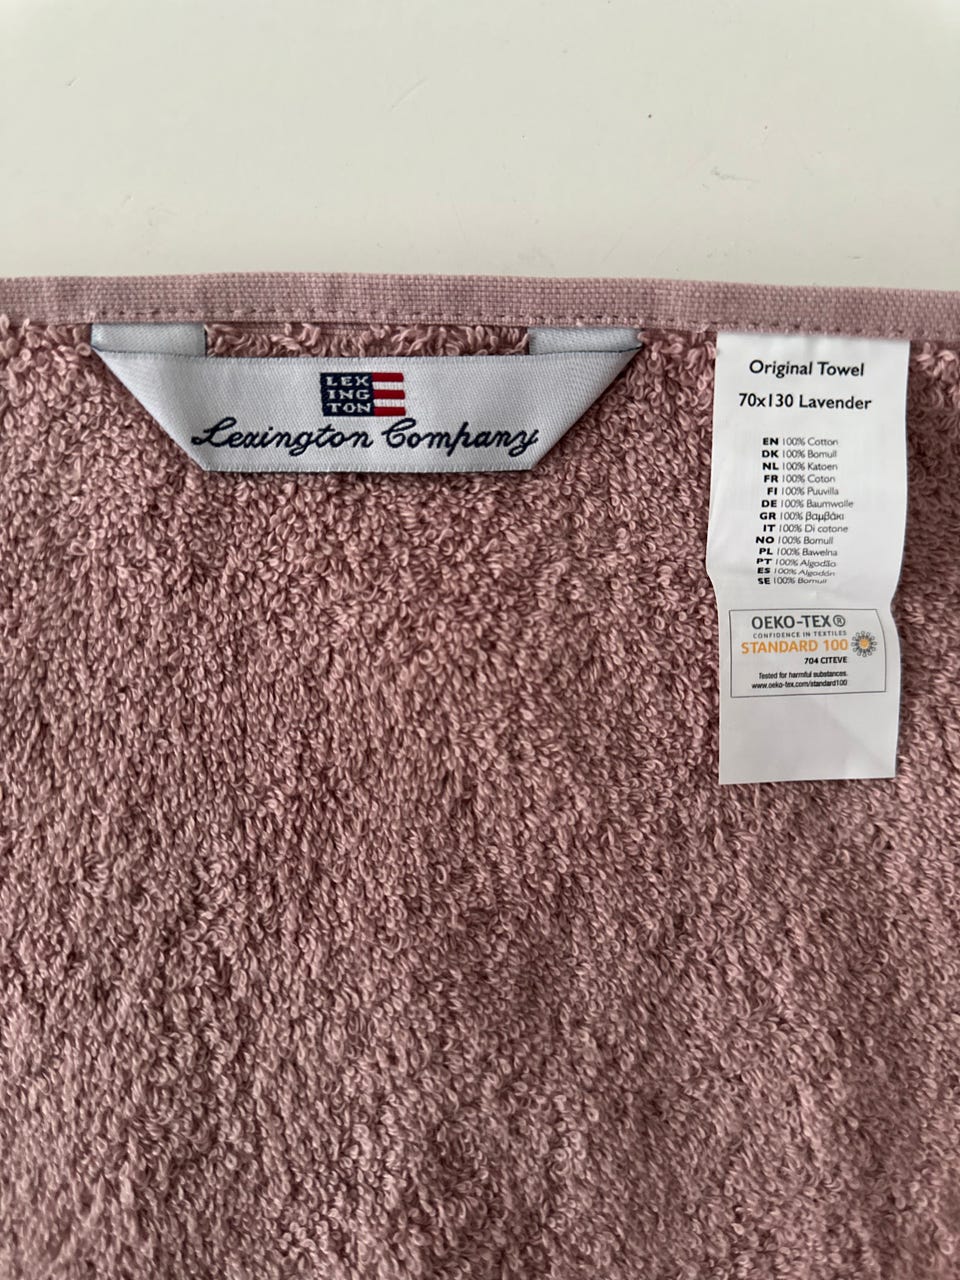 LEX
ING
TON
Lexington Company
Original Towel
70x130 Lavender
EN 100% Cotton
DK 100% Bomull
NL 100% Katoen
FR 100% Coton
FI 100% Puuvilla
DE 100% Baumwolle
GR 100% βαμβάκι
IT 100% Di cotone
NO 100% Bomull
PL 100% Bawelna
PT 100% Algodão
ES 100% Algodón
SE 100% Bomull
OEKO-TEX®
CONFIDENCE IN TEXTILES
STANDARD 100
704 CITEVE
Tested for harmful substances.
www.oeko-tex.com/standard100